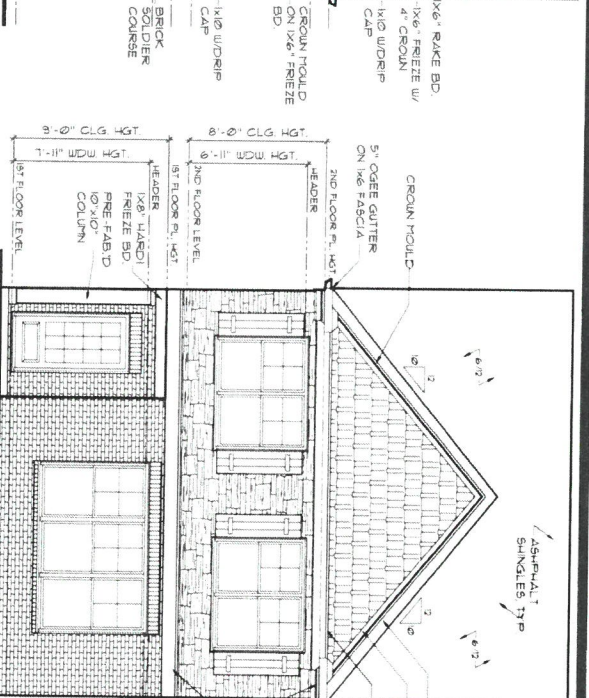 1X6" RAKE BD.
1X6" FRIEZE W/
4" CROWN
1X10 W/DRIP
CAP
CROWN MOULD
ON 1X6" FRIEZE
BD.
1X10 W/DRIP
CAP
BRICK
SOLDIER
COURSE
8'-0" CLG. HGT.
6'-11" WDW. HGT.
9'-0" CLG. HGT.
7'-11" WDW. HGT.
CROWN MOULD
5" OGEE GUTTER
ON 1x6 FASCIA
2ND FLOOR PL. HGT
HEADER
2ND FLOOR LEVEL
1ST FLOOR PL. HGT
HEADER
1X8" HARDI
FRIEZE BD.
PRE-FAB.'D
10"x10"
COLUMN
1ST FLOOR LEVEL
6/12
12
10
ASHPHALT
SHINGLES, TYP
6/12
12
10